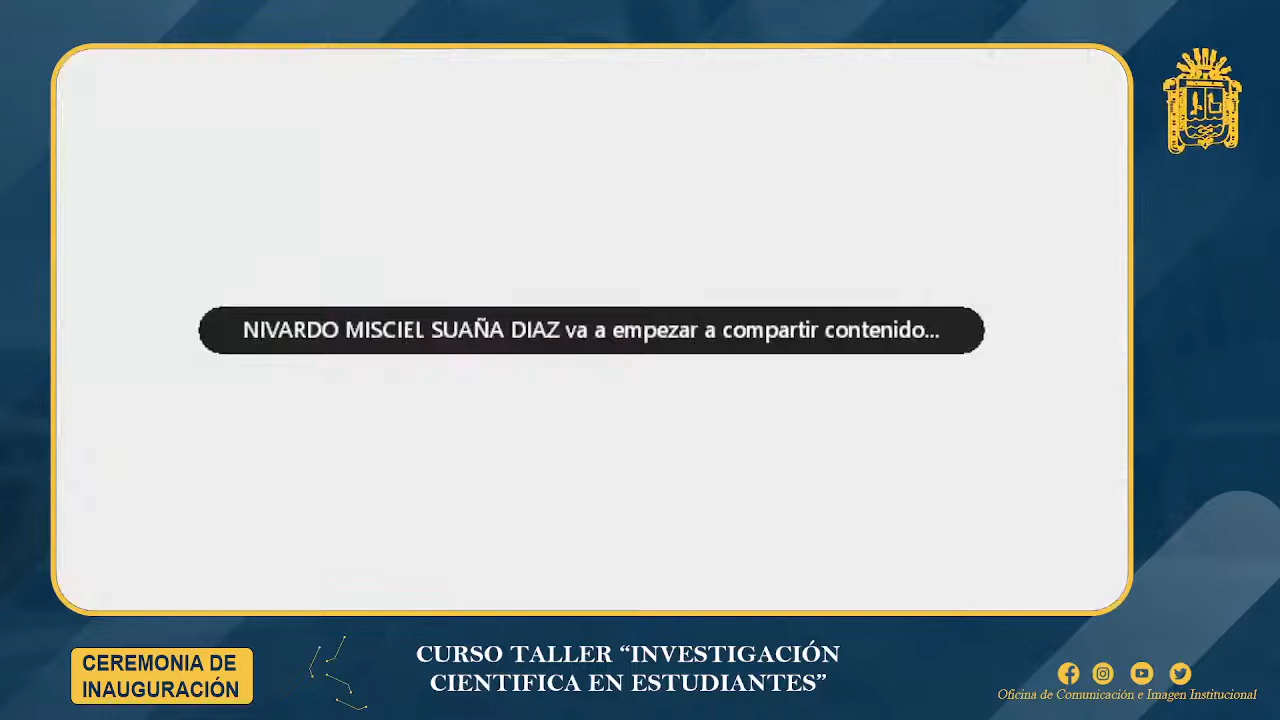 NIVARDO MISCIEL SUAÑA DIAZ va a empezar a compartir contenido...
CEREMONIA DE
INAUGURACIÓN
CURSO TALLER “INVESTIGACIÓN
CIENTIFICA EN ESTUDIANTES”
Oficina de Comunicación e Imagen Institucional